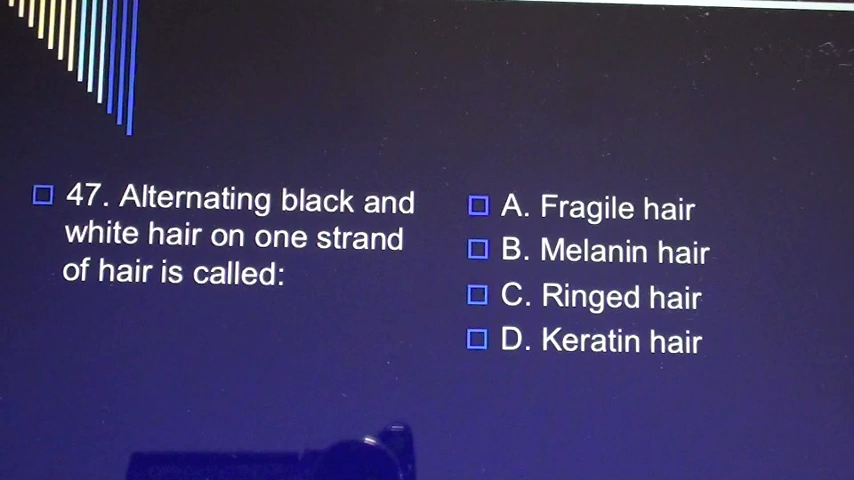 47. Alternating black and
white hair on one strand
of hair is called:
A. Fragile hair
B. Melanin hair
C. Ringed hair
D. Keratin hair